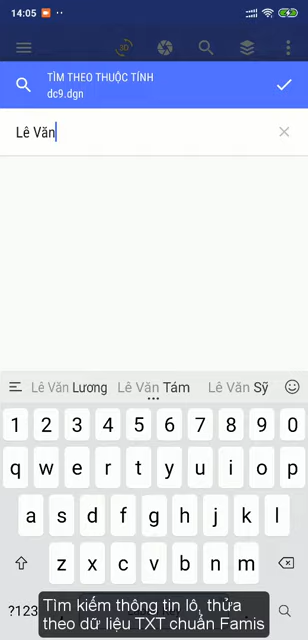 14:05
3D
TÌM THEO THUỘC TÍNH
dc9.dgn
Lê Văn
Lê Văn Lương Lê Văn Tám Lê Văn Sỹ
1 2 3 4 5 6 7 8 9 0
q w e r t y u i o p
a s d f g h j k l
z x c v b n m
?123
Tìm kiếm thông tin lô, thửa
theo dữ liệu TXT chuẩn Famis